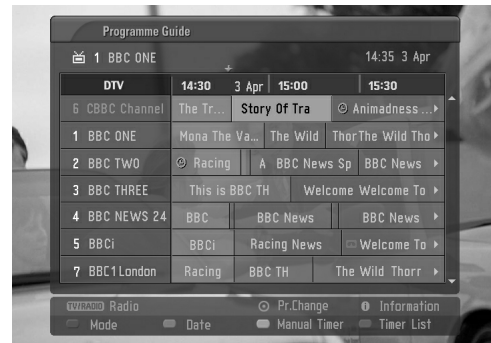 Programme Guide
1 BBC ONE 14:35 3 Apr
DTV 14:30 3 Apr 15:00 15:30
6 CBBC Channel The Tr... Story Of Tra Animadness ...
1 BBC ONE Mona The Va... The Wild ThorThe Wild Tho
2 BBC TWO Racing A BBC News Sp BBC News
3 BBC THREE This is BBC TH Welcome Welcome To
4 BBC NEWS 24 BBC BBC News BBC News
5 BBCi BBCi Racing News Welcome To
7 BBC1 London Racing BBC TH The Wild Thorr
TV/RADIO Radio Pr.Change i Information
Mode Date Manual Timer Timer List